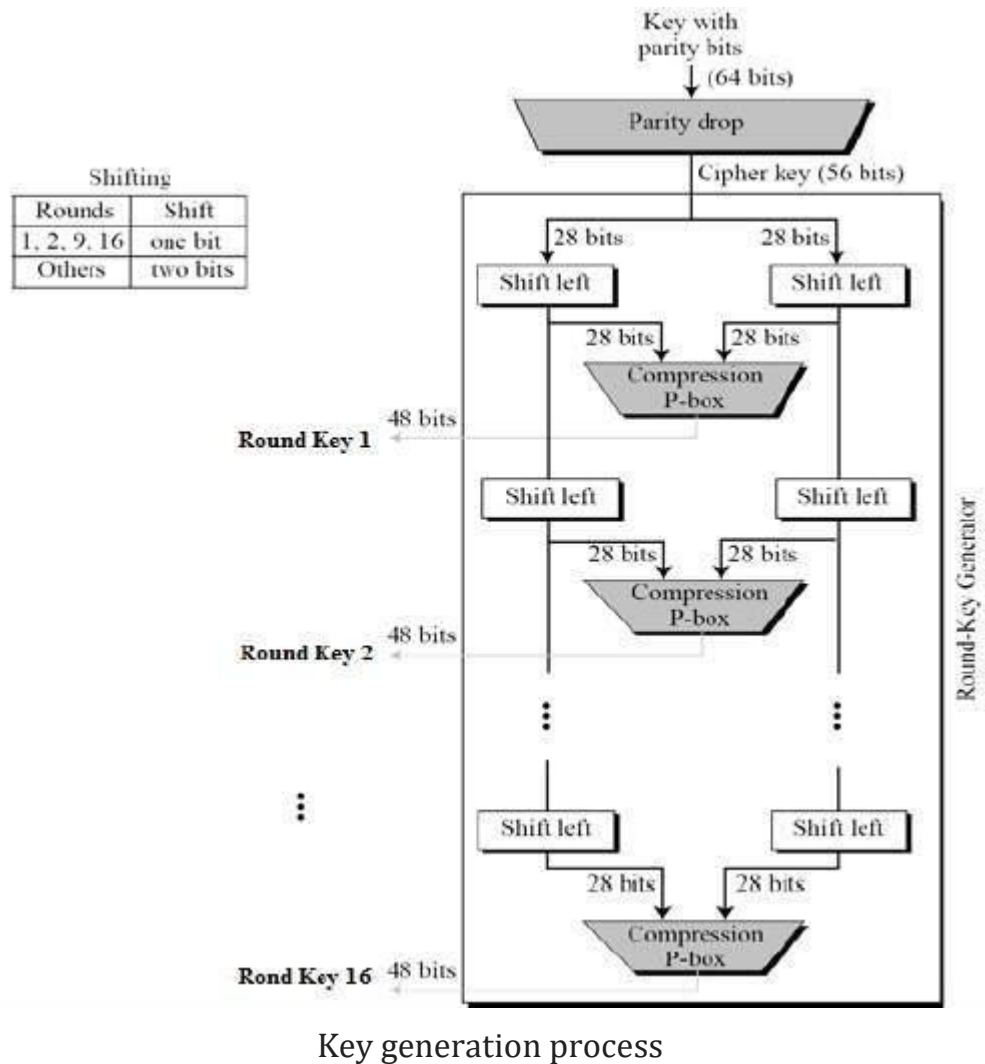 Key with
parity bits
(64 bits)
Parity drop
Cipher key (56 bits)
Shifting
Rounds Shift
1, 2, 9, 16 one bit
Others two bits
28 bits 28 bits
Shift left Shift left
28 bits 28 bits
Compression
P-box
48 bits
Round Key 1
Shift left Shift left
28 bits 28 bits
Compression
P-box
48 bits
Round Key 2
Round-Key Generator
Shift left Shift left
28 bits 28 bits
Compression
P-box
48 bits
Rond Key 16
Key generation process